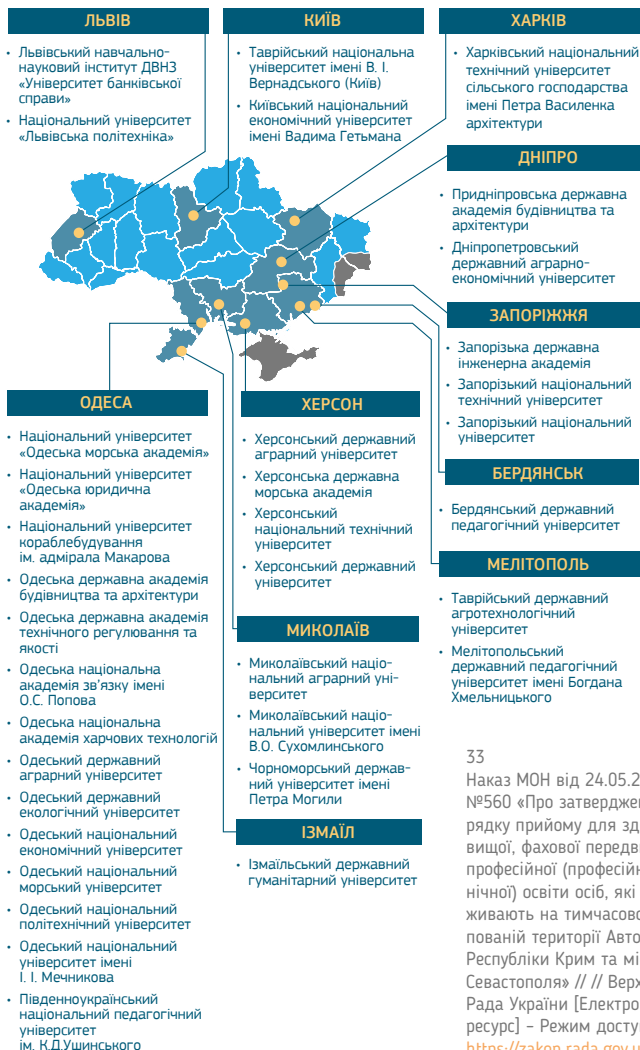 ЛЬВІВ
• Львівський навчально-
науковий інститут ДВНЗ
«Університет банківської
справи»
• Національний університет
«Львівська політехніка»
КИЇВ
• Таврійський національна
університет імені В. І.
Вернадського (Київ)
• Київський національний
економічний університет
імені Вадима Гетьмана
ХАРКІВ
• Харківський національний
технічний університет
сільського господарства
імені Петра Василенка
архітектури
ДНІПРО
• Придніпровська державна
академія будівництва та
архітектури
• Дніпропетровський
державний аграрно-
економічний університет
ЗАПОРІЖЖЯ
• Запорізька державна
інженерна академія
• Запорізький національний
технічний університет
• Запорізький національний
університет
БЕРДЯНСЬК
• Бердянський державний
педагогічний університет
МЕЛІТОПОЛЬ
• Таврійський державний
агротехнологічний
університет
• Мелітопольський
державний педагогічний
університет імені Богдана
Хмельницького
ОДЕСА
• Національний університет
«Одеська морська академія»
• Національний університет
«Одеська юридична
академія»
• Національний університет
кораблебудування
ім. адмірала Макарова
• Одеська державна академія
будівництва та архітектури
• Одеська державна академія
технічного регулювання та
якості
• Одеська національна
академія зв’язку імені
О.С. Попова
• Одеська національна
академія харчових технологій
• Одеський державний
аграрний університет
• Одеський державний
екологічний університет
• Одеський національний
економічний університет
• Одеський національний
морський університет
• Одеський національний
політехнічний університет
• Одеський національний
університет імені
І. І. Мечникова
• Південноукраїнський
національний педагогічний
університет
ім. К.Д.Ушинського
ХЕРСОН
• Херсонський державний
аграрний університет
• Херсонська державна
морська академія
• Херсонський
національний технічний
університет
• Херсонський державний
університет
МИКОЛАЇВ
• Миколаївський націо-
нальний аграрний уні-
верситет
• Миколаївський націо-
нальний університет імені
В.О. Сухомлинського
• Чорноморський держав-
ний університет імені
Петра Могили
ІЗМАЇЛ
• Ізмаїльський державний
гуманітарний університет
33
Наказ МОН від 24.05.2
№560 «Про затверджен
рядку прийому для зд
вищої, фахової передв
професійної (професійн
нічної) освіти осіб, які
живають на тимчасово
пованій території Авто
Республіки Крим та мі
Севастополя» // // Верх
Рада України [Електро
ресурс] – Режим досту
https://zakon.rada.gov.u